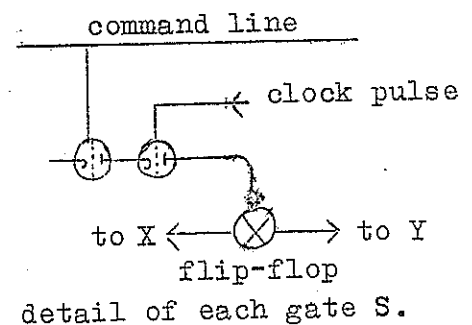 command line
clock pulse
to X
to Y
flip-flop
detail of each gate S.